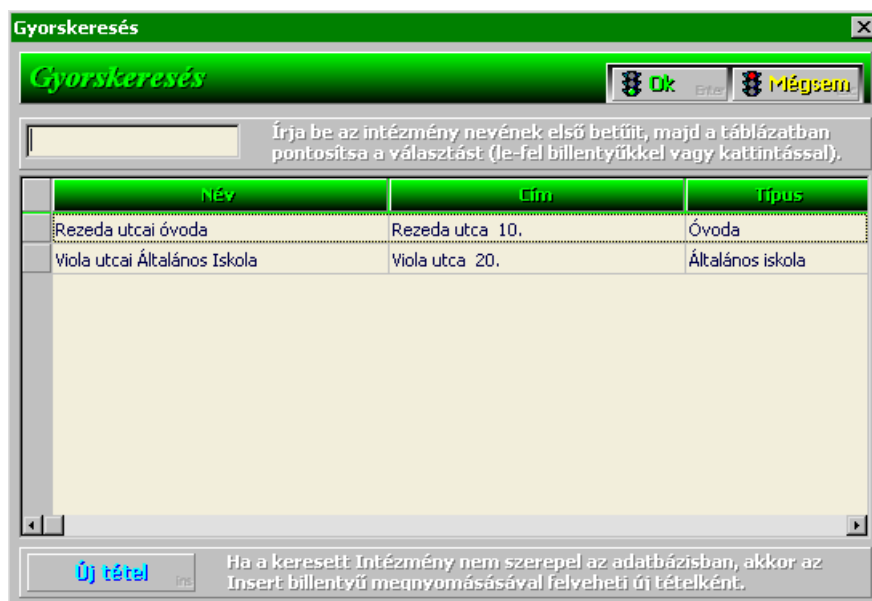 Gyorskeresés
Gyorskeresés
Ok Enter Mégsem
Írja be az intézmény nevének első betűit, majd a táblázatban
pontosítsa a választást (le-fel billentyűkkel vagy kattintással).
Név Cím Típus
Rezeda utcai óvoda Rezeda utca 10. Óvoda
Viola utcai Általános Iskola Viola utca 20. Általános iskola
Új tétel ins
Ha a keresett Intézmény nem szerepel az adatbázisban, akkor az
Insert billentyű megnyomásásával felveheti új tételként.